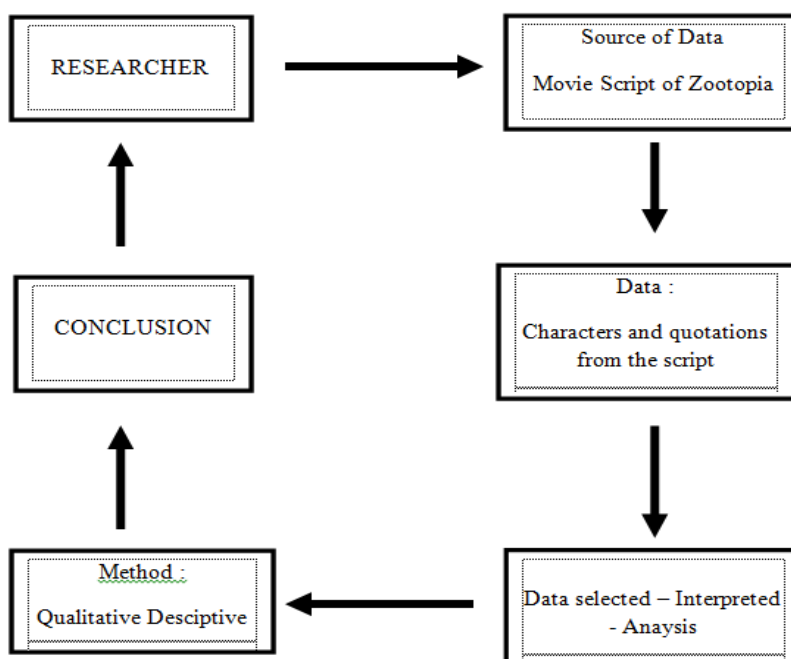 RESEARCHER
Source of Data
Movie Script of Zootopia
CONCLUSION
Data :
Characters and quotations
from the script
Method :
Qualitative Desciptive
Data selected – Interpreted
- Anaysis